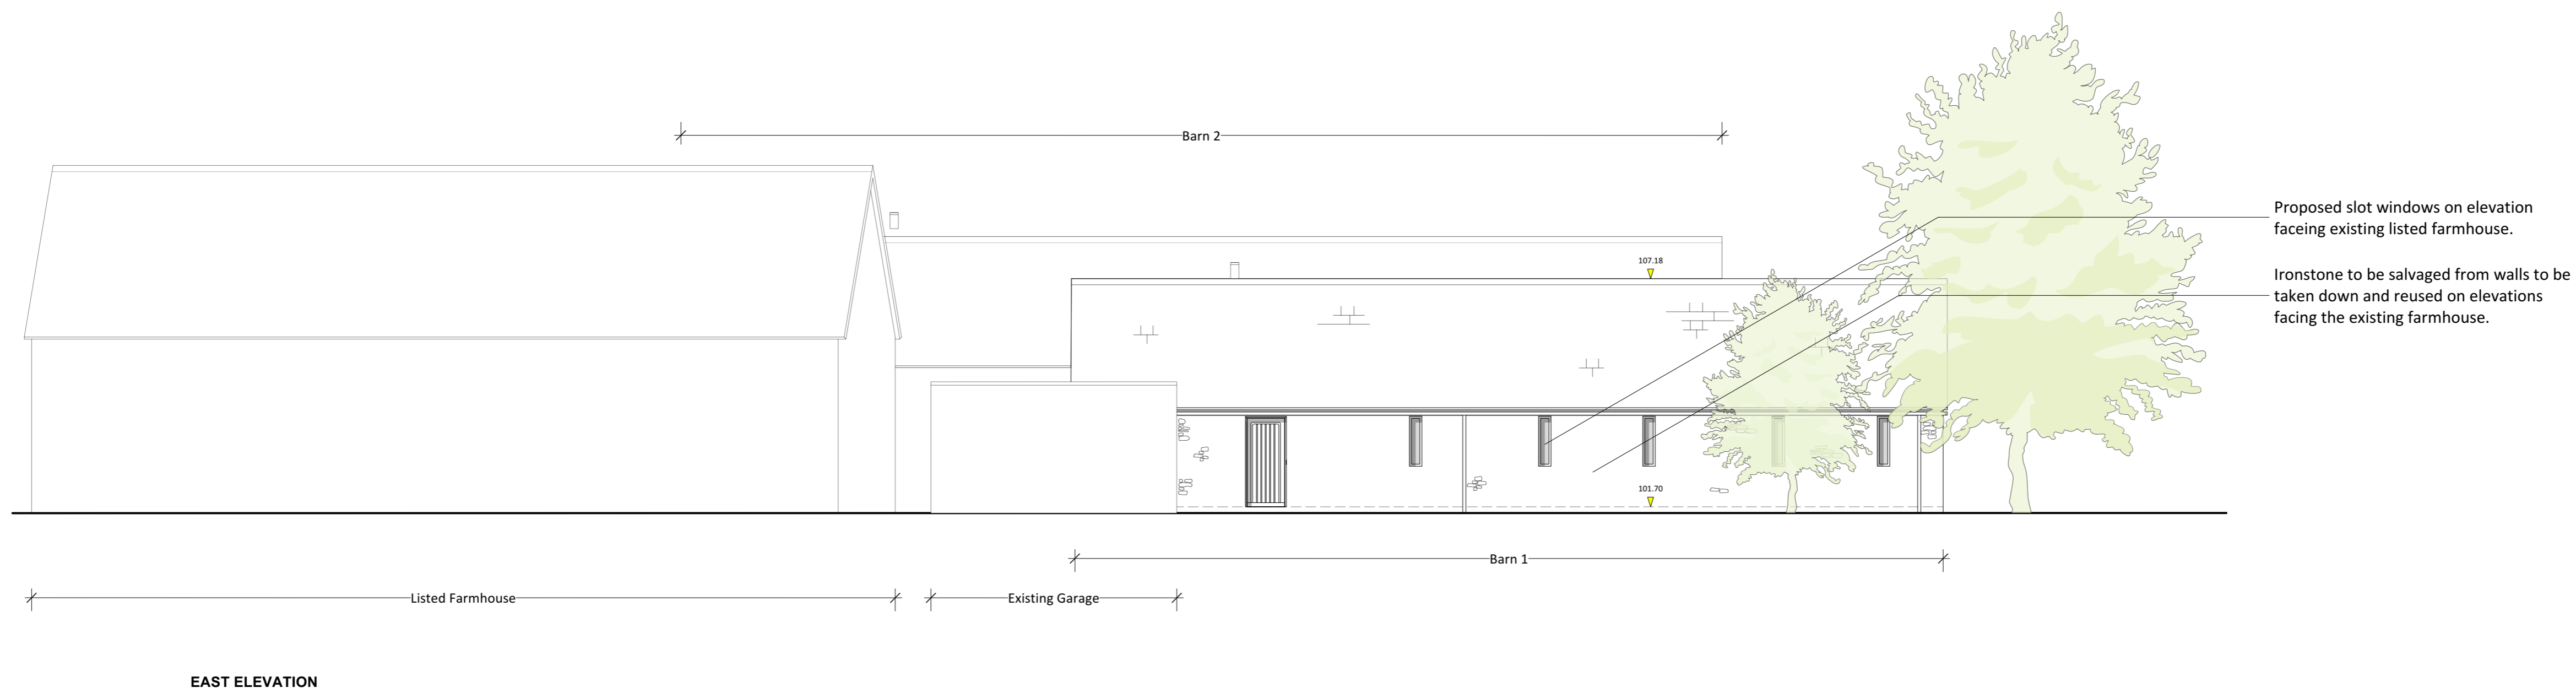 Barn 2
Proposed slot windows on elevation
faceing existing listed farmhouse.
107.18
Ironstone to be salvaged from walls to be
taken down and reused on elevations
facing the existing farmhouse.
101.70
Barn 1
Listed Farmhouse
Existing Garage
EAST ELEVATION